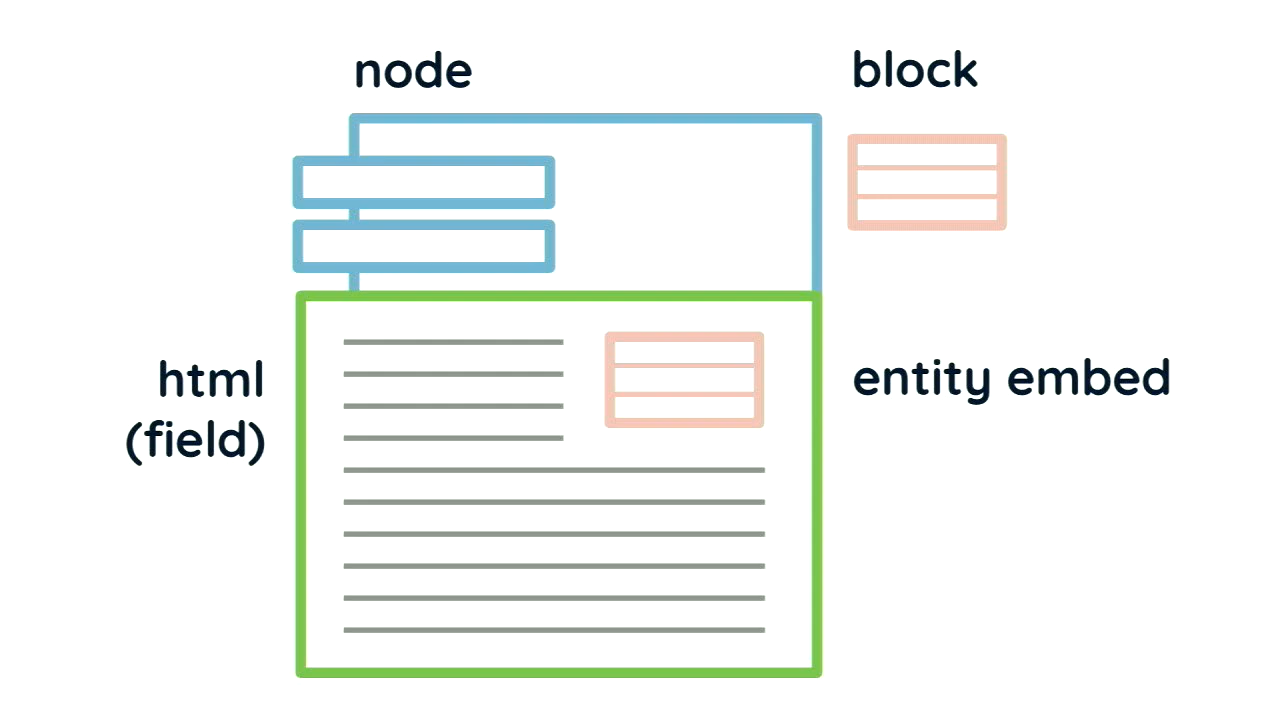 node
block
html
(field)
entity embed